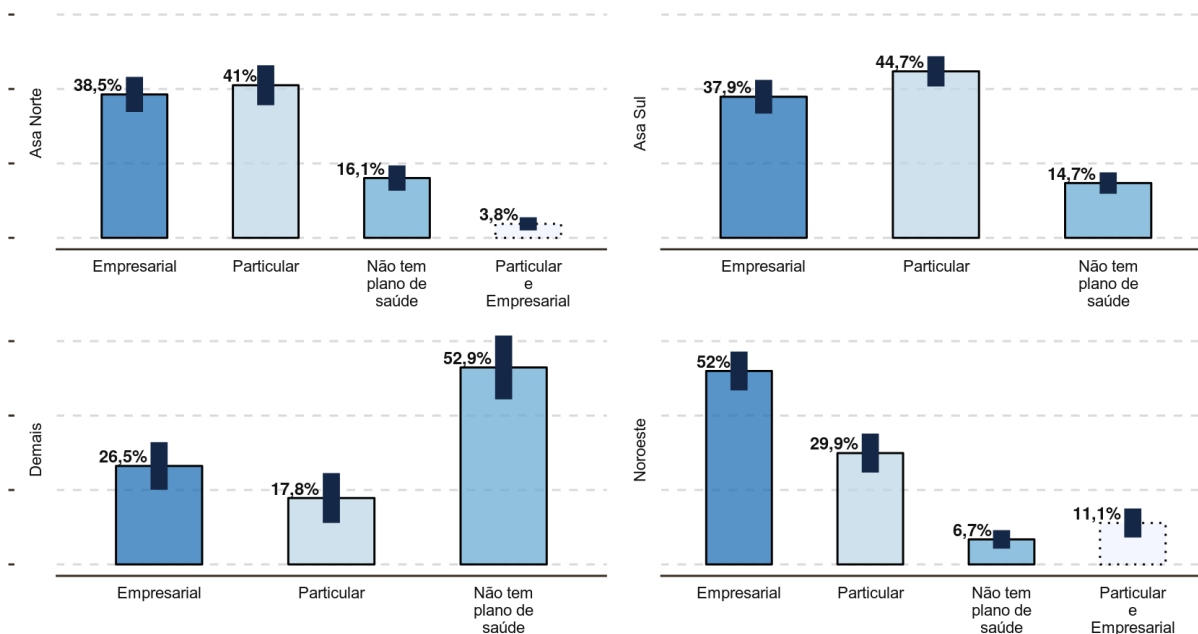 Asa Norte
38,5%
41%
16,1%
3,8%
Empresarial
Particular
Não tem
plano de
saúde
Particular
e
Empresarial
Asa Sul
37,9%
44,7%
14,7%
Empresarial
Particular
Não tem
plano de
saúde
Demais
26,5%
17,8%
52,9%
Empresarial
Particular
Não tem
plano de
saúde
Noroeste
52%
29,9%
6,7%
11,1%
Empresarial
Particular
Não tem
plano de
saúde
Particular
e
Empresarial